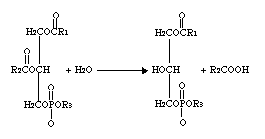 O O
H2COCR1 H2COCR1
O
R2COCH + H2O HOCH + R2COOH
O O
H2COPOR3 H2COPOR3
O O